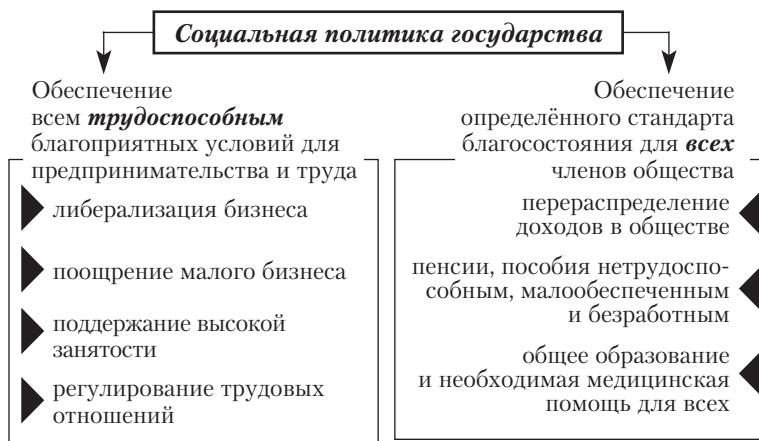 Социальная политика государства
Обеспечение
всем трудоспособным
благоприятных условий для
предпринимательства и труда
либерализация бизнеса
поощрение малого бизнеса
поддержание высокой
занятости
регулирование трудовых
отношений
Обеспечение
определённого стандарта
благосостояния для всех
членов общества
перераспределение
доходов в обществе
пенсии, пособия нетрудоспо-
собным, малообеспеченным
и безработным
общее образование
и необходимая медицинская
помощь для всех